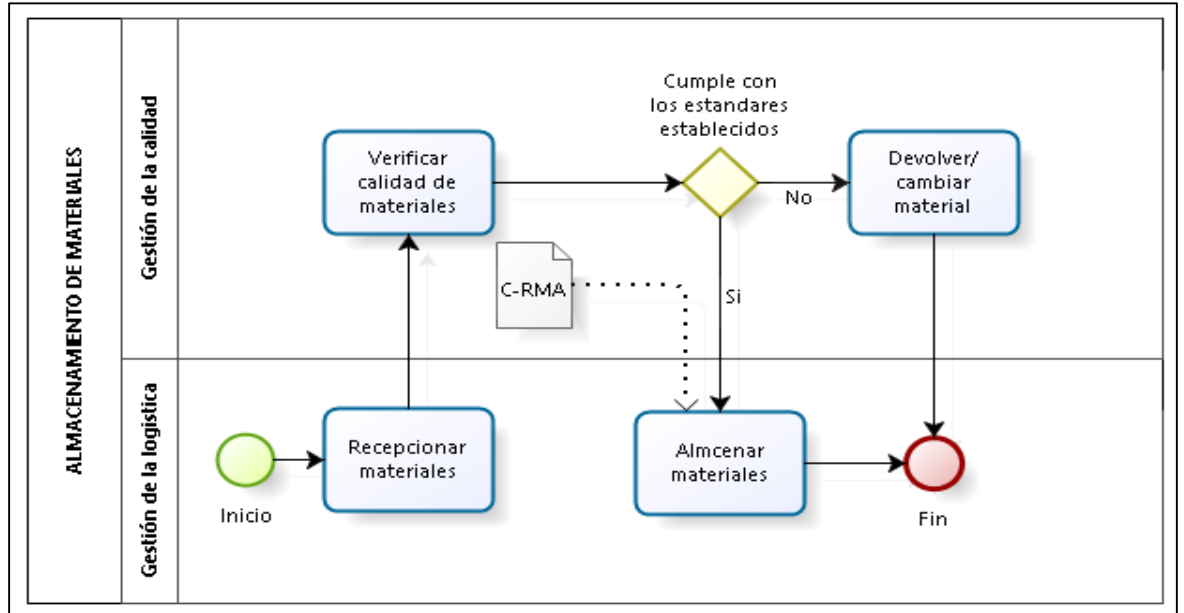 ALMACENAMIENTO DE MATERIALES
Gestión de la calidad
Cumple con
los estandares
establecidos
Verificar
calidad de
materiales
Devolver/
cambiar
material
No
C-RMA
Si
Gestión de la logistica
Recepcionar
materiales
Almcenar
materiales
Inicio
Fin